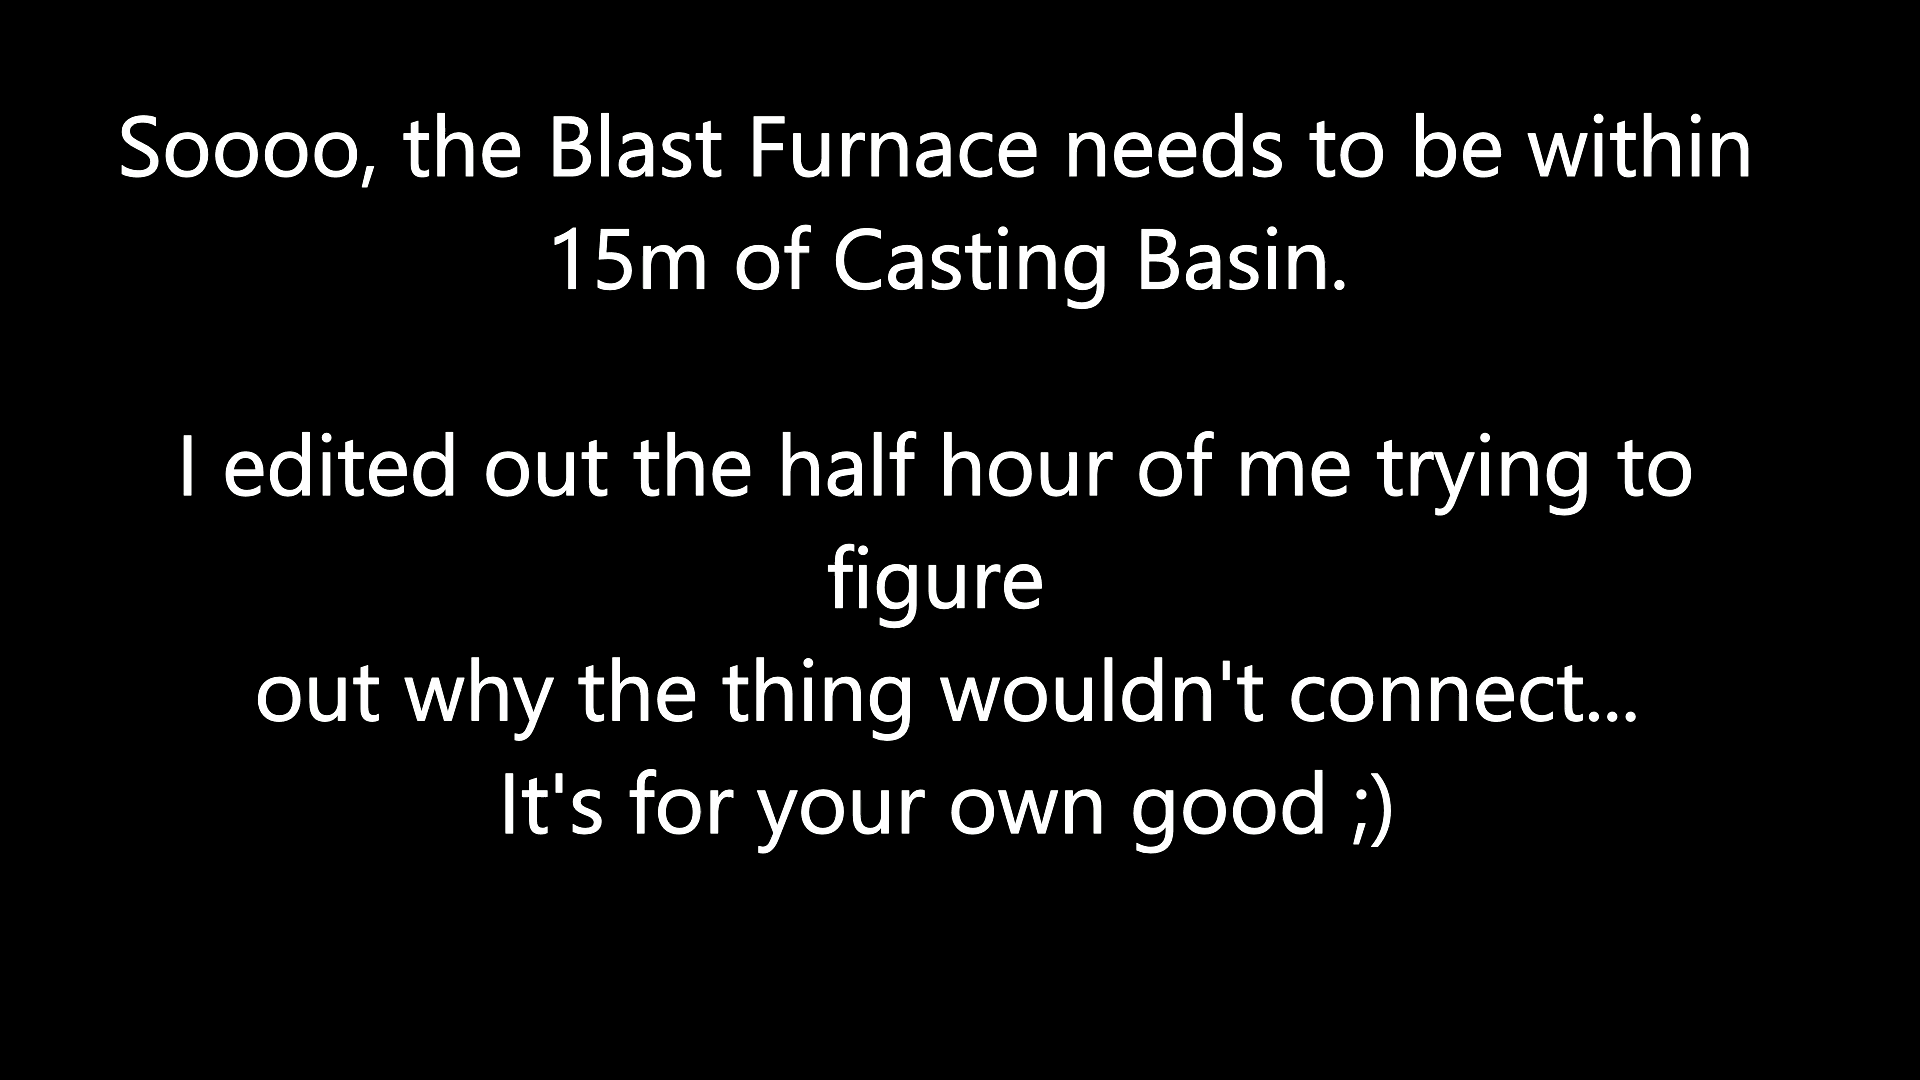 Soooo, the Blast Furnace needs to be within
15m of Casting Basin.
I edited out the half hour of me trying to
figure
out why the thing wouldn't connect...
It's for your own good ;)